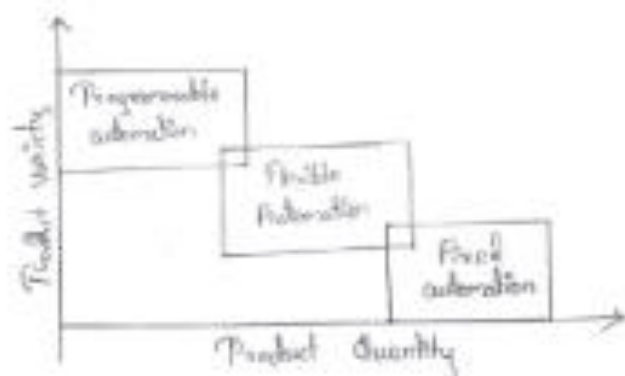 Programmable
automation
Flexible
Automation
Fixed
automation
Product variety
Product Quantity